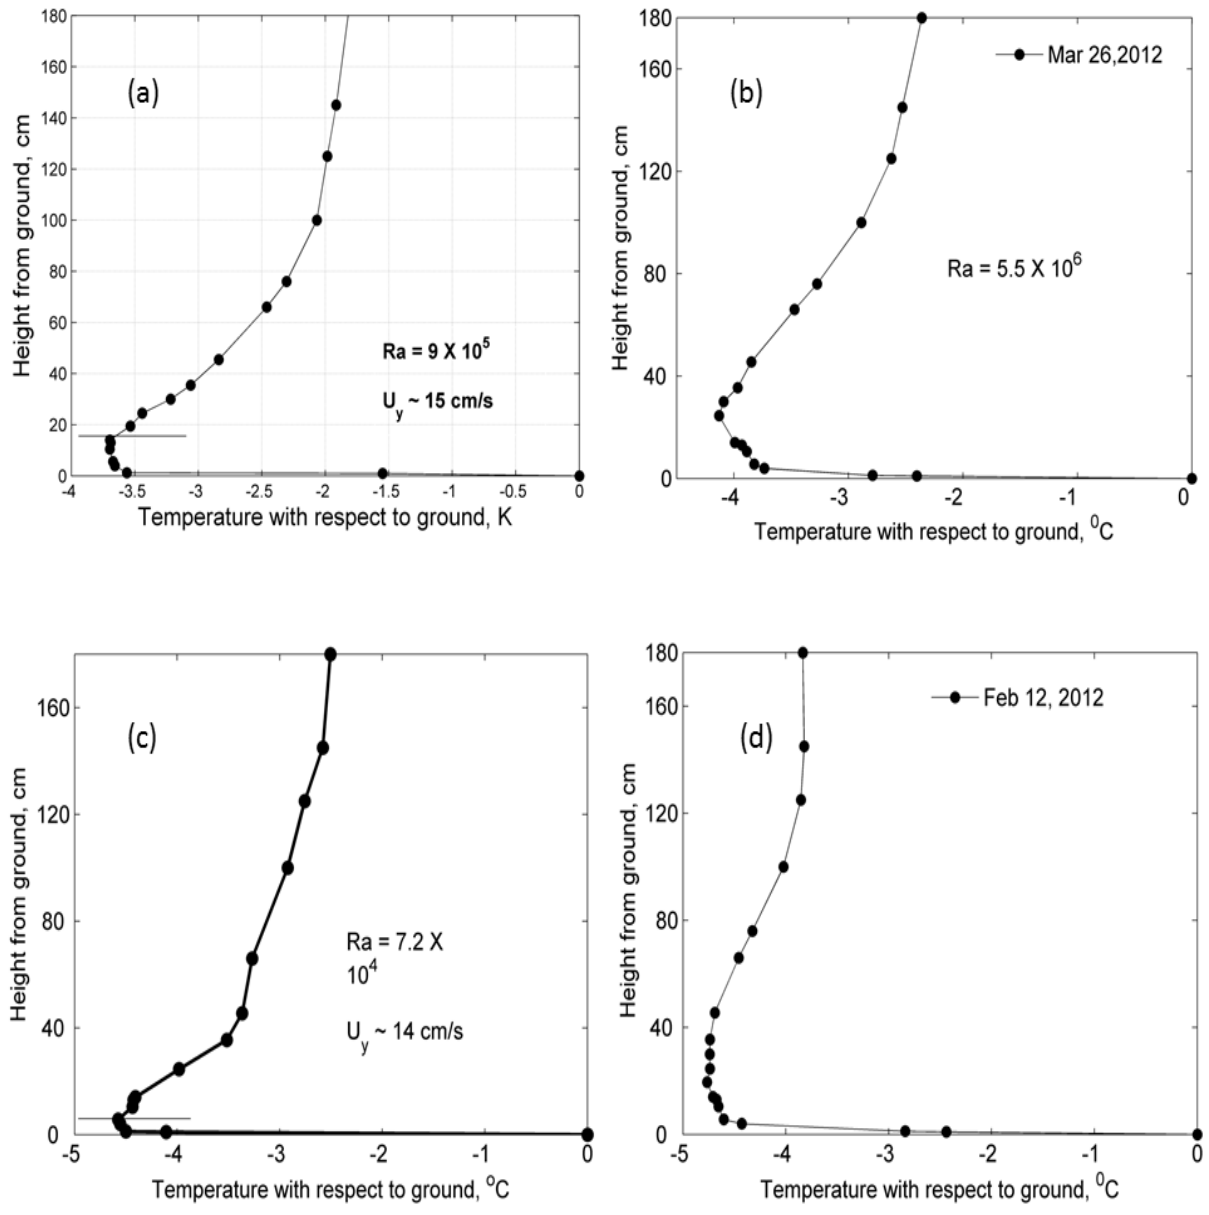 180
160
140
120
100
80
60
40
20
0
(a)
Ra = 9 X 10^5
U_y ~ 15 cm/s
-4 -3.5 -3 -2.5 -2 -1.5 -1 -0.5 0
Temperature with respect to ground, K
Height from ground, cm
180
160
120
80
40
0
(b)
Mar 26,2012
Ra = 5.5 X 10^6
-4 -3 -2 -1 0
Temperature with respect to ground, ^0C
Height from ground, cm
160
120
80
40
0
(c)
Ra = 7.2 X
10^4
U_y ~ 14 cm/s
-5 -4 -3 -2 -1 0
Temperature with respect to ground, ^oC
Height from ground, cm
180
160
120
80
40
0
(d)
Feb 12, 2012
-5 -4 -3 -2 -1 0
Temperature with respect to ground, ^0C
Height from ground, cm